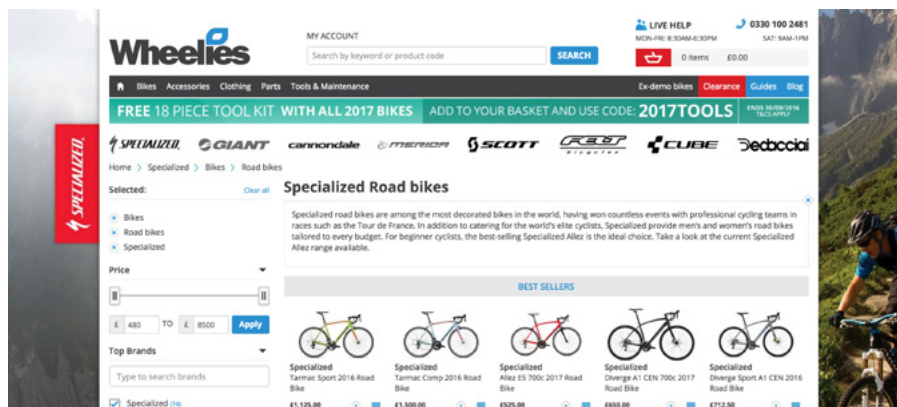 Wheelies
MY ACCOUNT
Search by keyword or product code
SEARCH
LIVE HELP
MON-FRI: 8:30AM-6:30PM
0330 100 2481
SAT: 9AM-1PM
0 items £0.00
Bikes Accessories Clothing Parts Tools & Maintenance
Ex-demo bikes Clearance Guides Blog
FREE 18 PIECE TOOL KIT WITH ALL 2017 BIKES ADD TO YOUR BASKET AND USE CODE: 2017TOOLS
ENDS 30/09/2016
T&CS APPLY
SPECIALIZED.
SPECIALIZED. GIANT cannondale MERIDA SCOTT FELT CUBE Dedacciai
Bicycles
Home > Specialized > Bikes > Road bikes
Selected:
Clear all
Bikes
Road bikes
Specialized
Price
£ 480 TO £ 8500 Apply
Top Brands
Type to search brands
Specialized
Specialized Road bikes
Specialized road bikes are among the most decorated bikes in the world, having won countless events with professional cycling teams in
races such as the Tour de France. In addition to catering for the world's elite cyclists, Specialized provide men's and women's road bikes
tailored to every budget. For beginner cyclists, the best-selling Specialized Allez is the ideal choice. Take a look at the current Specialized
Allez range available.
BEST SELLERS
Specialized
Tarmac Sport 2016 Road
Bike
£1,125.00
Specialized
Tarmac Comp 2016 Road
Bike
£1,500.00
Specialized
Allez E5 700c 2017 Road
Bike
£525.00
Specialized
Diverge A1 CEN 700c 2017
Road Bike
£650.00
Specialized
Diverge Sport A1 CEN 2016
Road Bike
£712.50